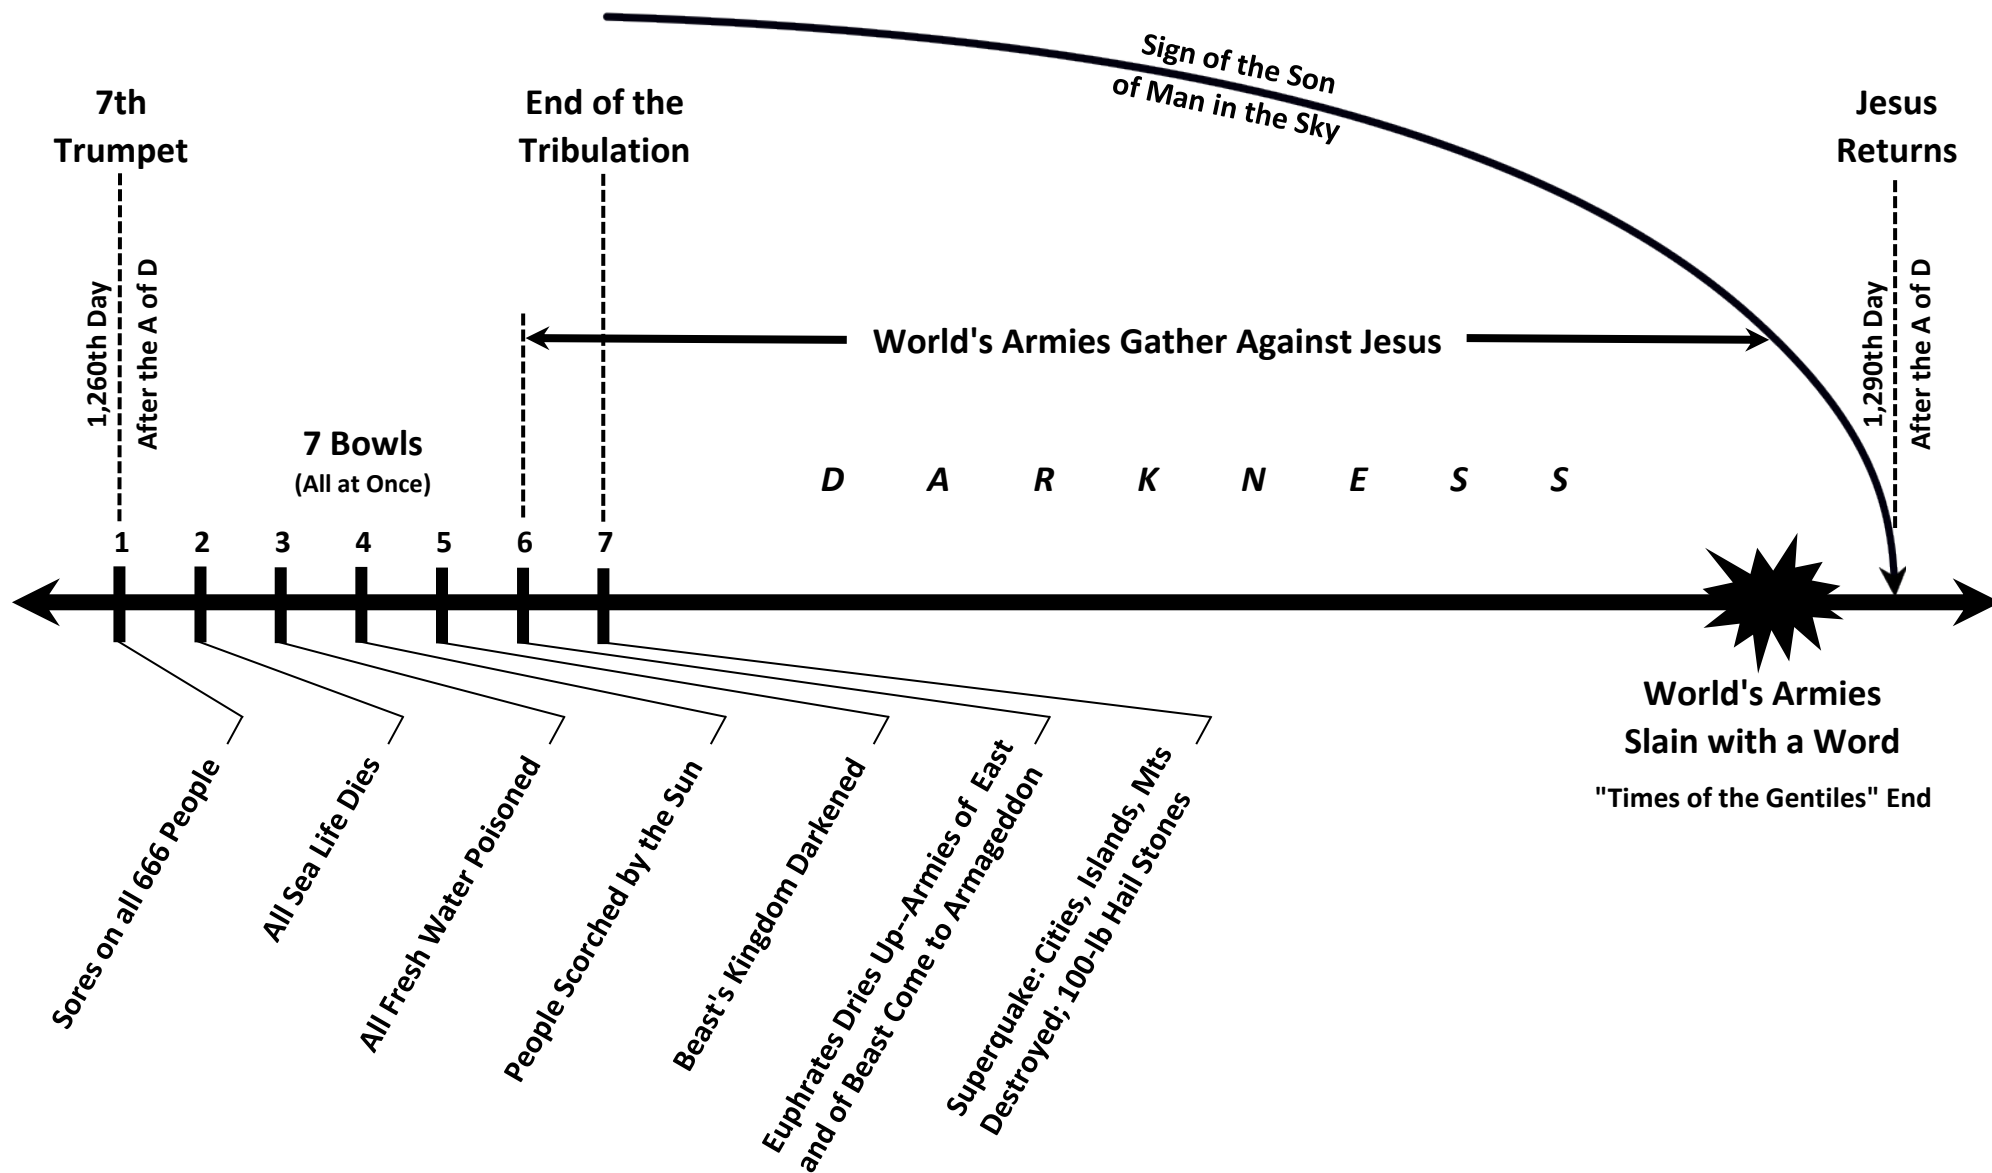 Sign of the Son
of Man in the Sky
7th
Trumpet
End of the
Tribulation
Jesus
Returns
1,260th Day
After the A of D
World's Armies Gather Against Jesus
1,290th Day
After the A of D
7 Bowls
(All at Once)
D A R K N E S S
1 2 3 4 5 6 7
World's Armies
Slain with a Word
"Times of the Gentiles" End
Sores on all 666 People
All Sea Life Dies
All Fresh Water Poisoned
People Scorched by the Sun
Beast's Kingdom Darkened
Euphrates Dries Up--Armies of East
and of Beast Come to Armageddon
Superquake: Cities, Islands, Mts
Destroyed; 100-lb Hail Stones